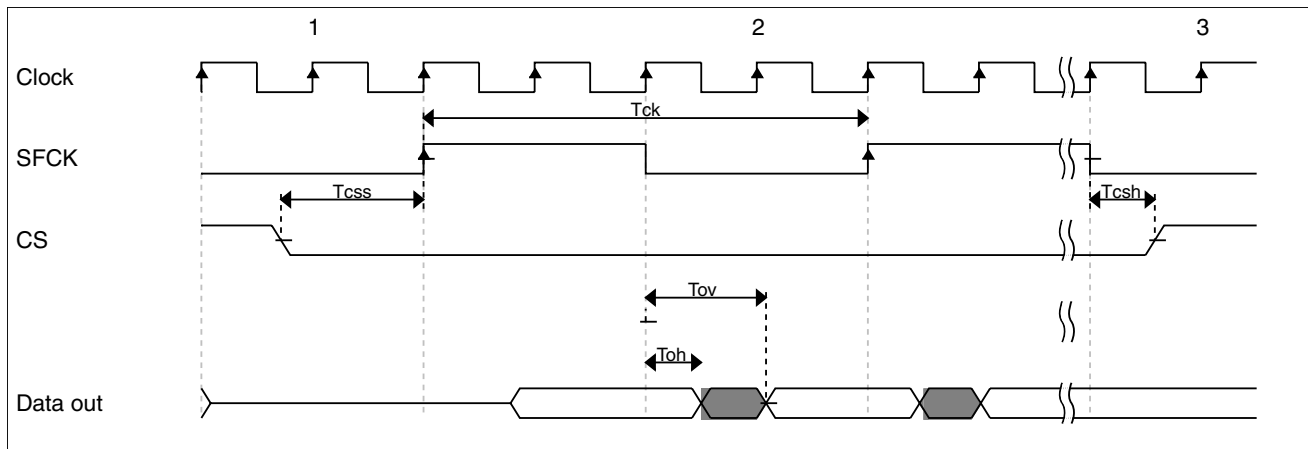 1 2 3
Clock
Tck
SFCK
Tcss Tcsh
CS
Tov
Toh
Data out